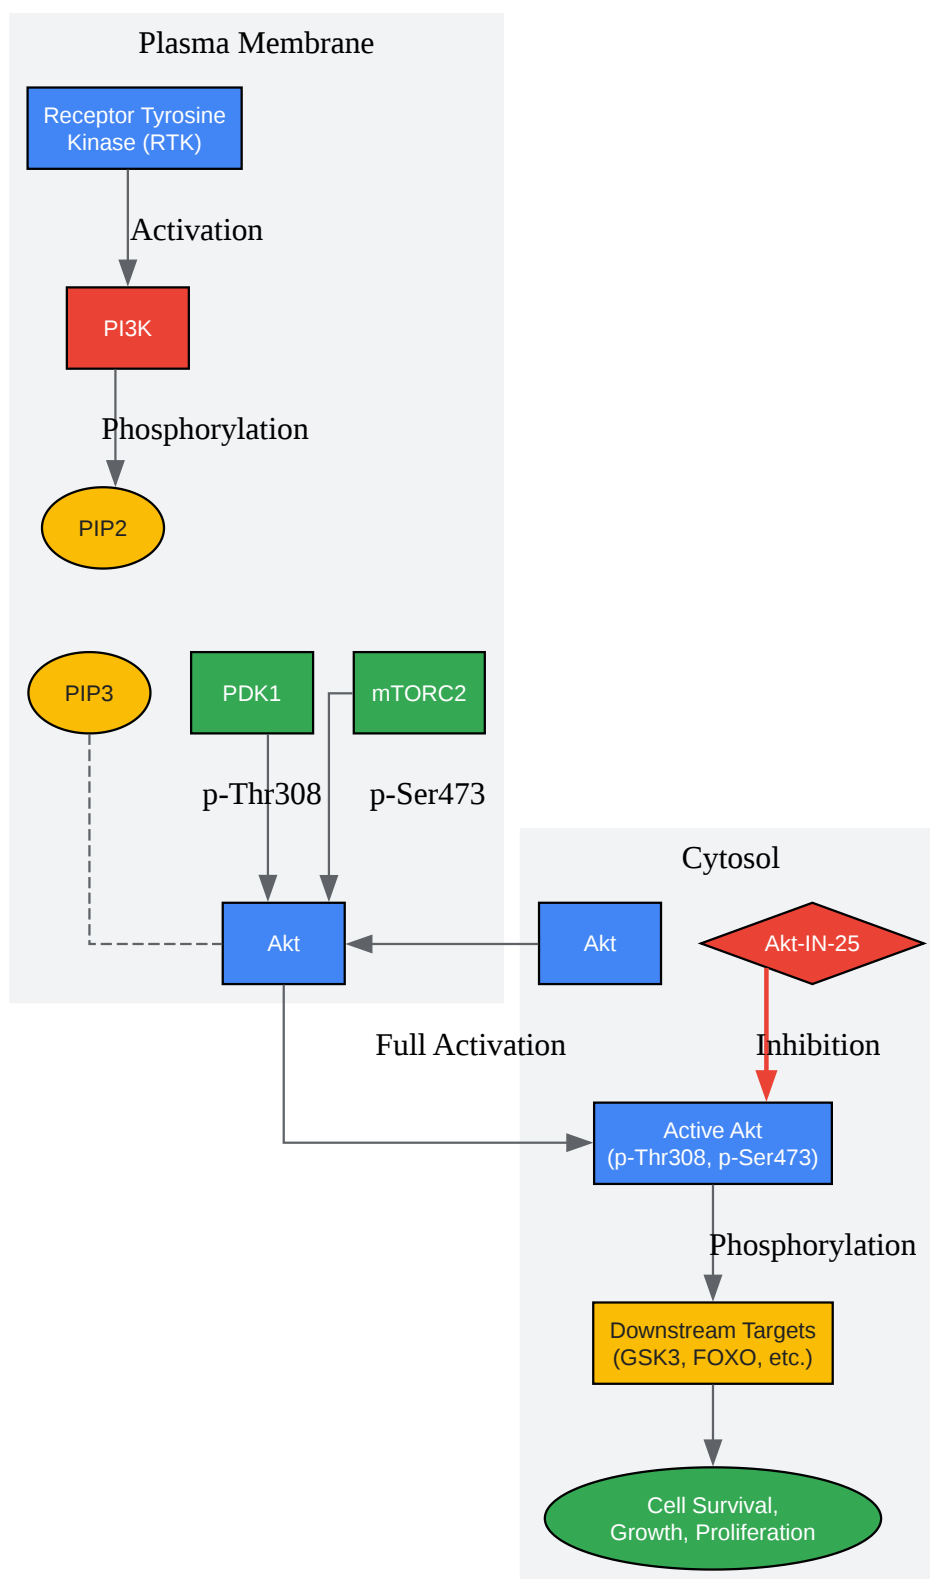 Plasma Membrane
Receptor Tyrosine
Kinase (RTK)
Activation
PI3K
Phosphorylation
PIP2
PIP3
PDK1
mTORC2
p-Thr308
p-Ser473
Cytosol
Akt
Akt
Akt-IN-25
Full Activation
Inhibition
Active Akt
(p-Thr308, p-Ser473)
Phosphorylation
Downstream Targets
(GSK3, FOXO, etc.)
Cell Survival,
Growth, Proliferation